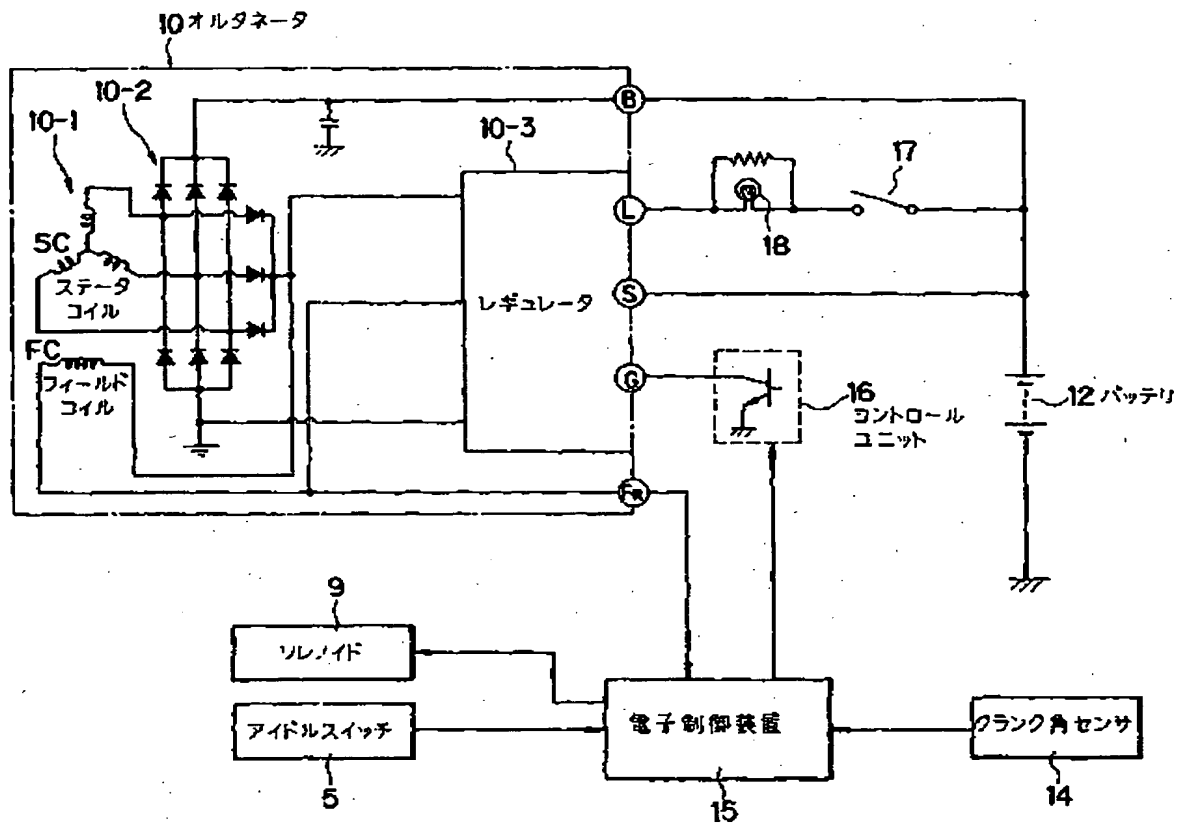 10 オルタネータ
10-2
B
10-1
10-3
17
L
18
SC
ステータ
コイル
S
レギュレータ
FC
フィールド
コイル
G
16
コントロール
ユニット
12 バッテリ
FR
9
ソレノイド
アイドルスイッチ
電子制御装置
クランク角センサ
5
15
14